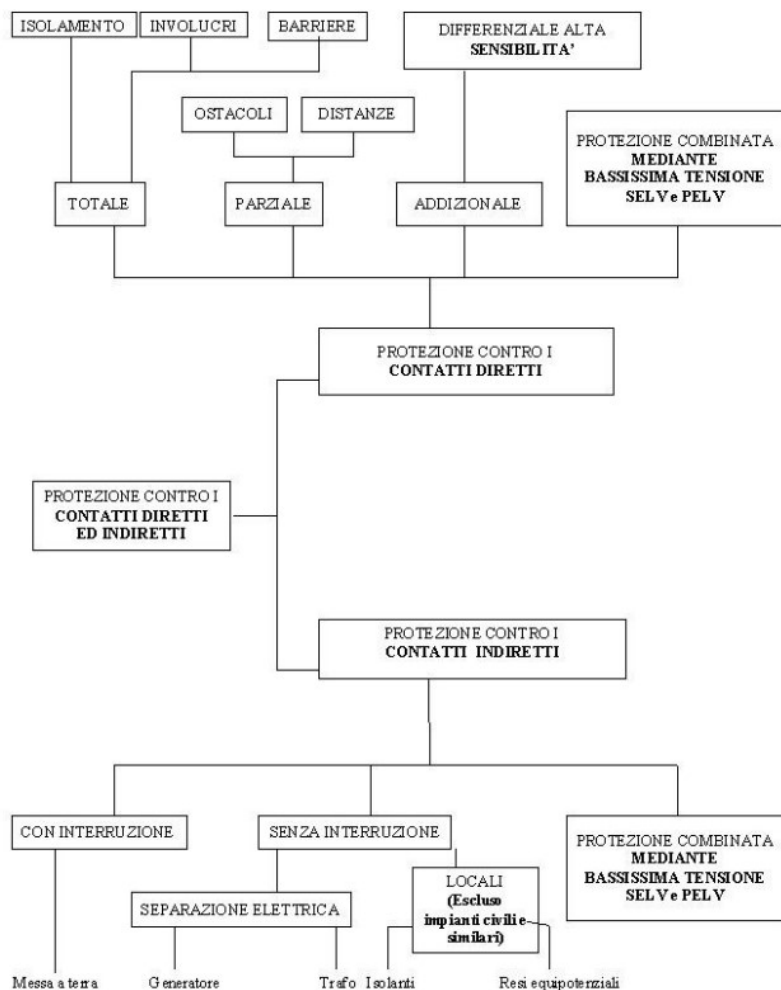 ISOLAMENTO
INVOLUCRI
BARRIERE
DIFFERENZIALE ALTA
SENSIBILITA'
OSTACOLI
DISTANZE
PROTEZIONE COMBINATA
MEDIANTE
BASSISSIMA TENSIONE
SELV e PELV
TOTALE
PARZIALE
ADDIZIONALE
PROTEZIONE CONTRO I
CONTATTI DIRETTI
PROTEZIONE CONTRO I
CONTATTI DIRETTI
ED INDIRETTI
PROTEZIONE CONTRO I
CONTATTI INDIRETTI
CON INTERRUZIONE
SENZA INTERRUZIONE
PROTEZIONE COMBINATA
MEDIANTE
BASSISSIMA TENSIONE
SELV e PELV
LOCALI
(Escluso
impianti civili e
similari)
SEPARAZIONE ELETTRICA
Messa a terra
Generatore
Trafo
Isolanti
Resi equipotenziali